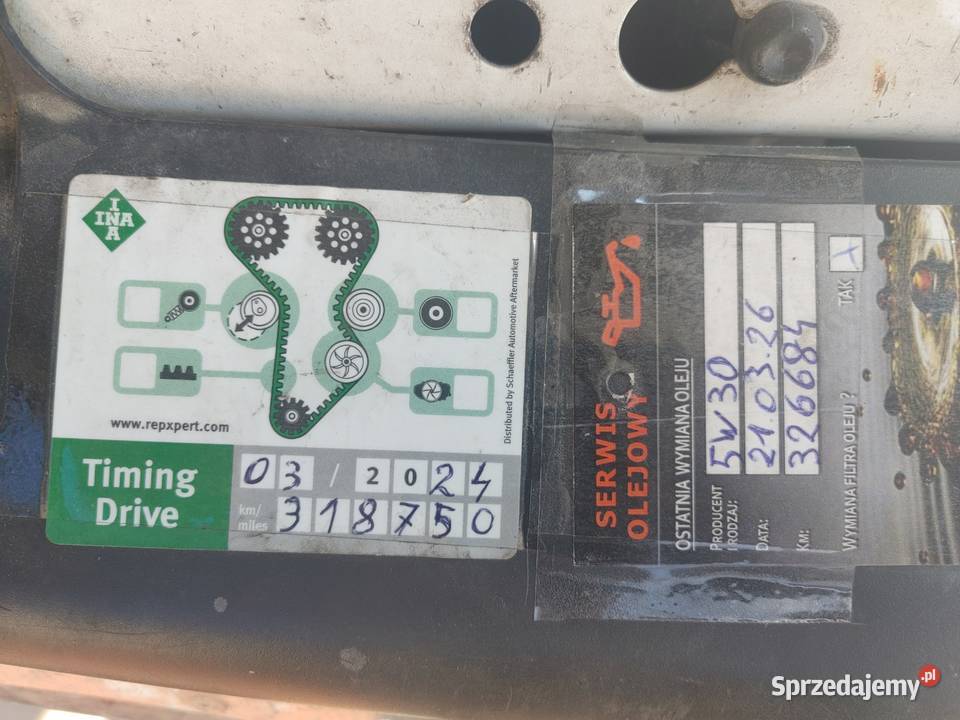 INA
INA
www.repxpert.com
Distributed by Schaeffler Automotive Aftermarket
Timing
Drive
03 / 2024
km/
miles
318750
SERWIS
OLEJOWY
OSTATNIA WYMIANA OLEJU
PRODUCENT
I RODZAJ: 5W30
DATA: 21.03.26
KM: 326684
WYMIANA FILTRA OLEJU ? TAK X
Sprzedajemy.pl